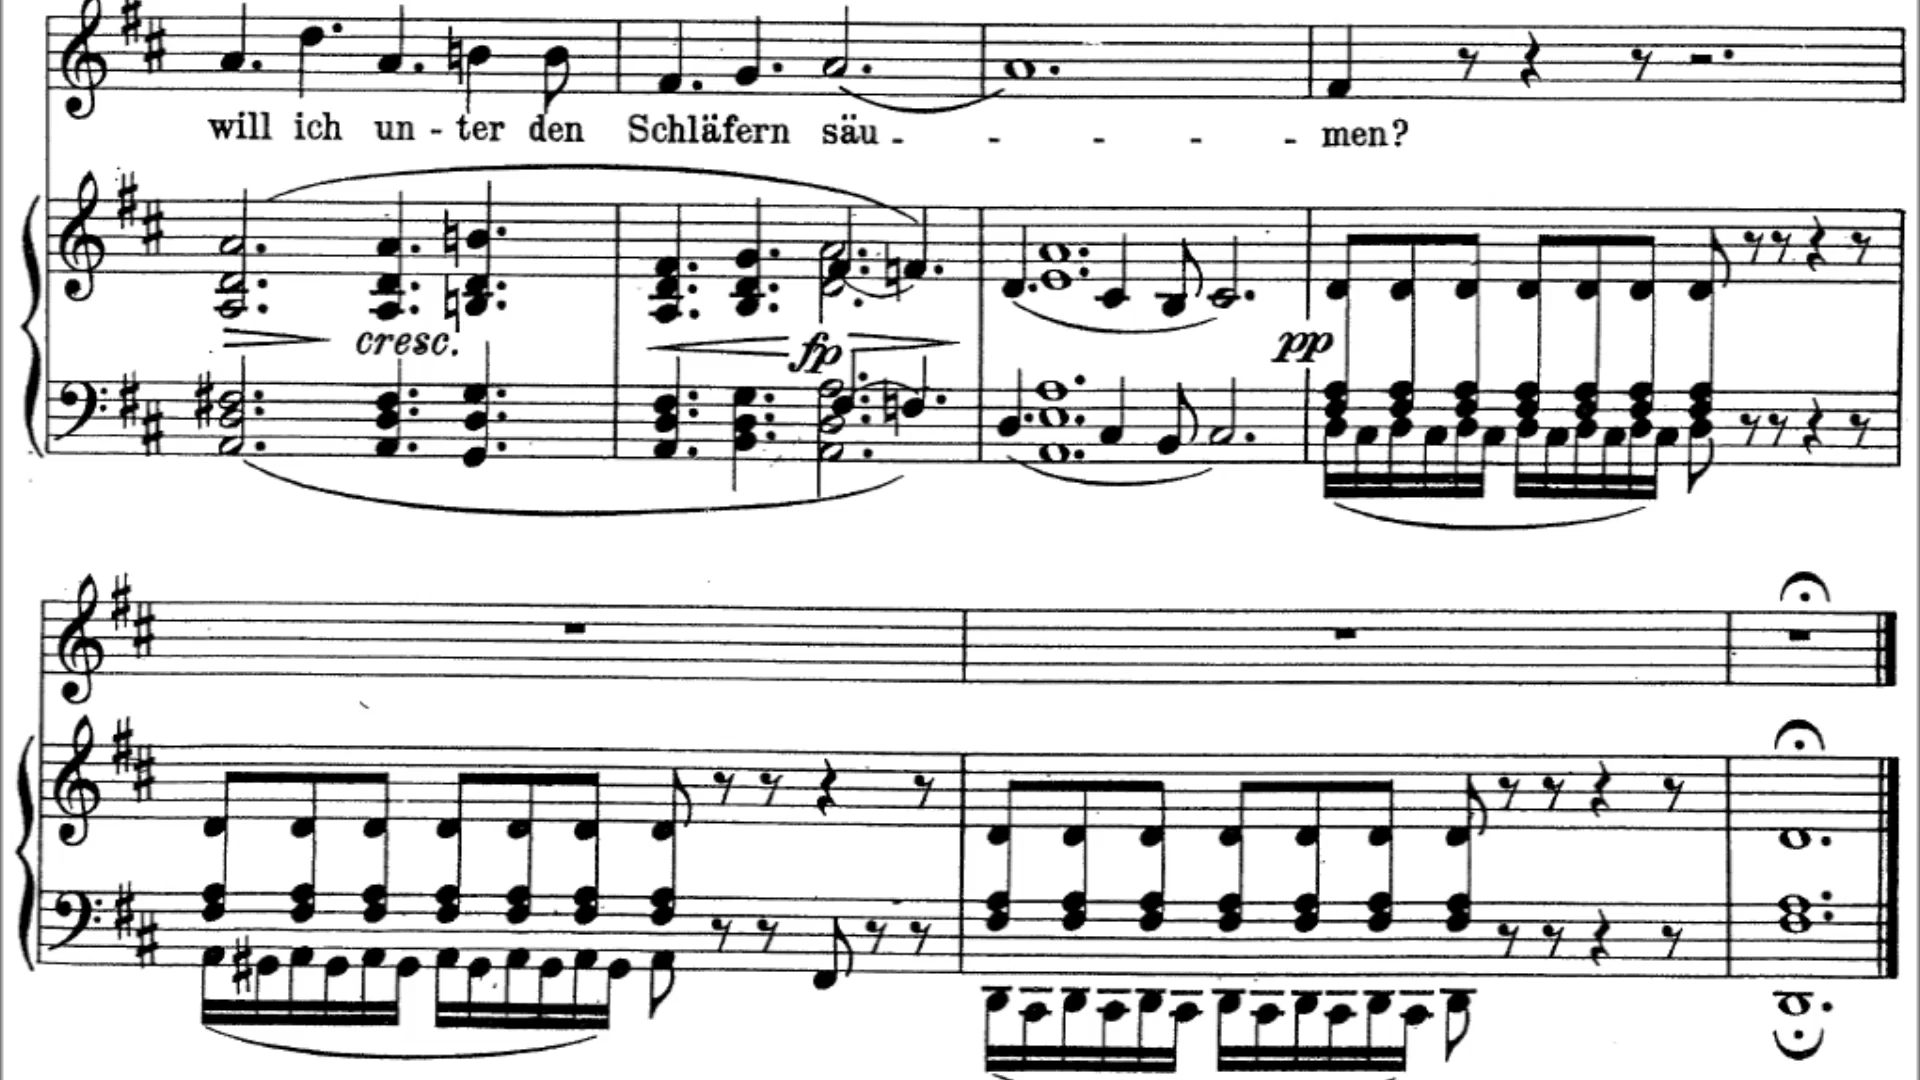 will ich un - ter den Schläfern säu - - - - - men?
cresc. fp pp